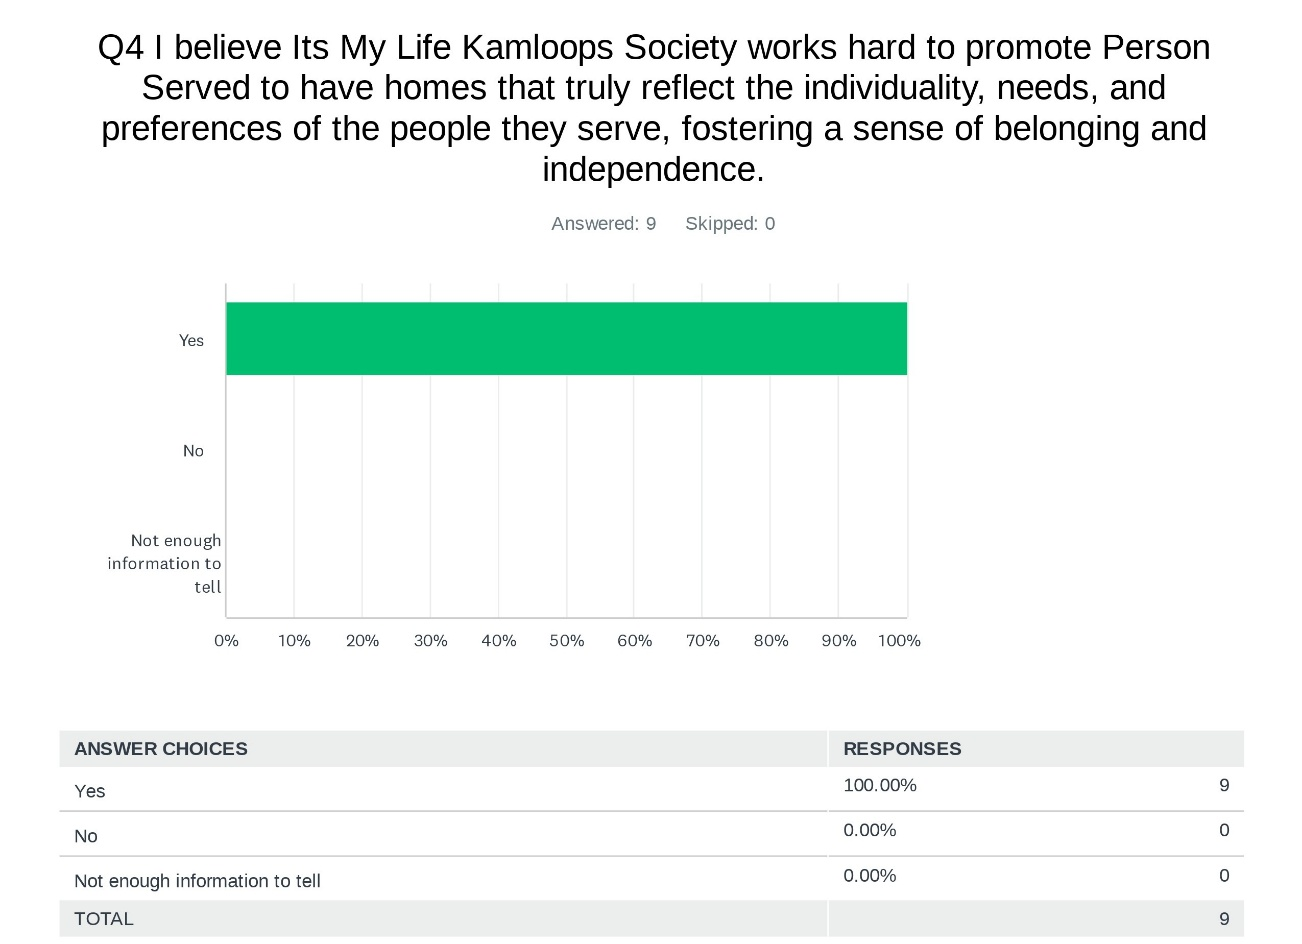 Q4 I believe Its My Life Kamloops Society works hard to promote Person
Served to have homes that truly reflect the individuality, needs, and
preferences of the people they serve, fostering a sense of belonging and
independence.
Answered: 9 Skipped: 0
Yes
No
Not enough
information to
tell
0% 10% 20% 30% 40% 50% 60% 70% 80% 90% 100%
ANSWER CHOICES RESPONSES
Yes 100.00% 9
No 0.00% 0
Not enough information to tell 0.00% 0
TOTAL 9